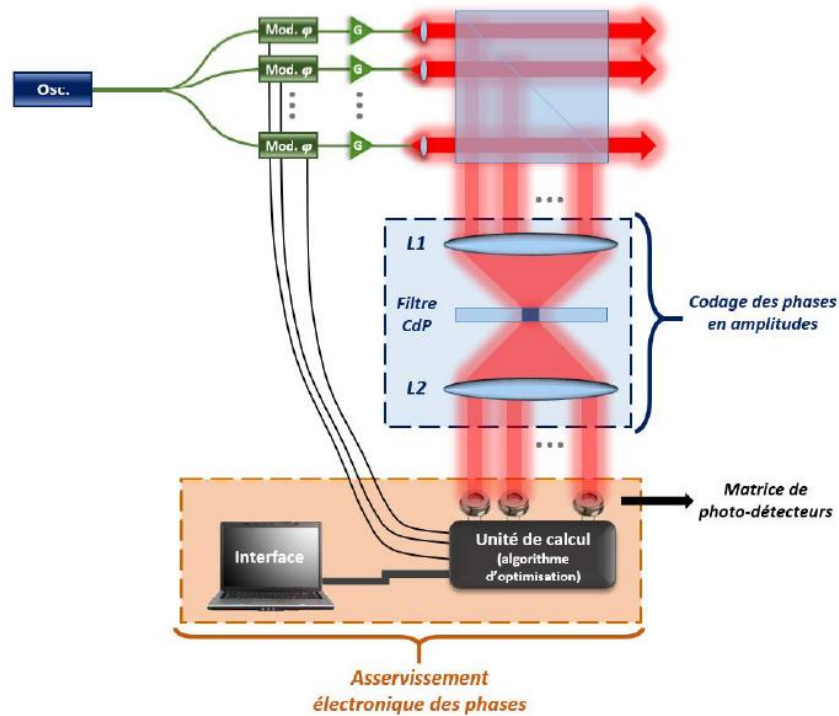 Mod. φ
G
Mod. φ
G
Osc.
Mod. φ
G
L1
Filtre
CdP
Codage des phases
en amplitudes
L2
Matrice de
photo-détecteurs
Interface
Unité de calcul
(algorithme
d'optimisation)
Asservissement
électronique des phases